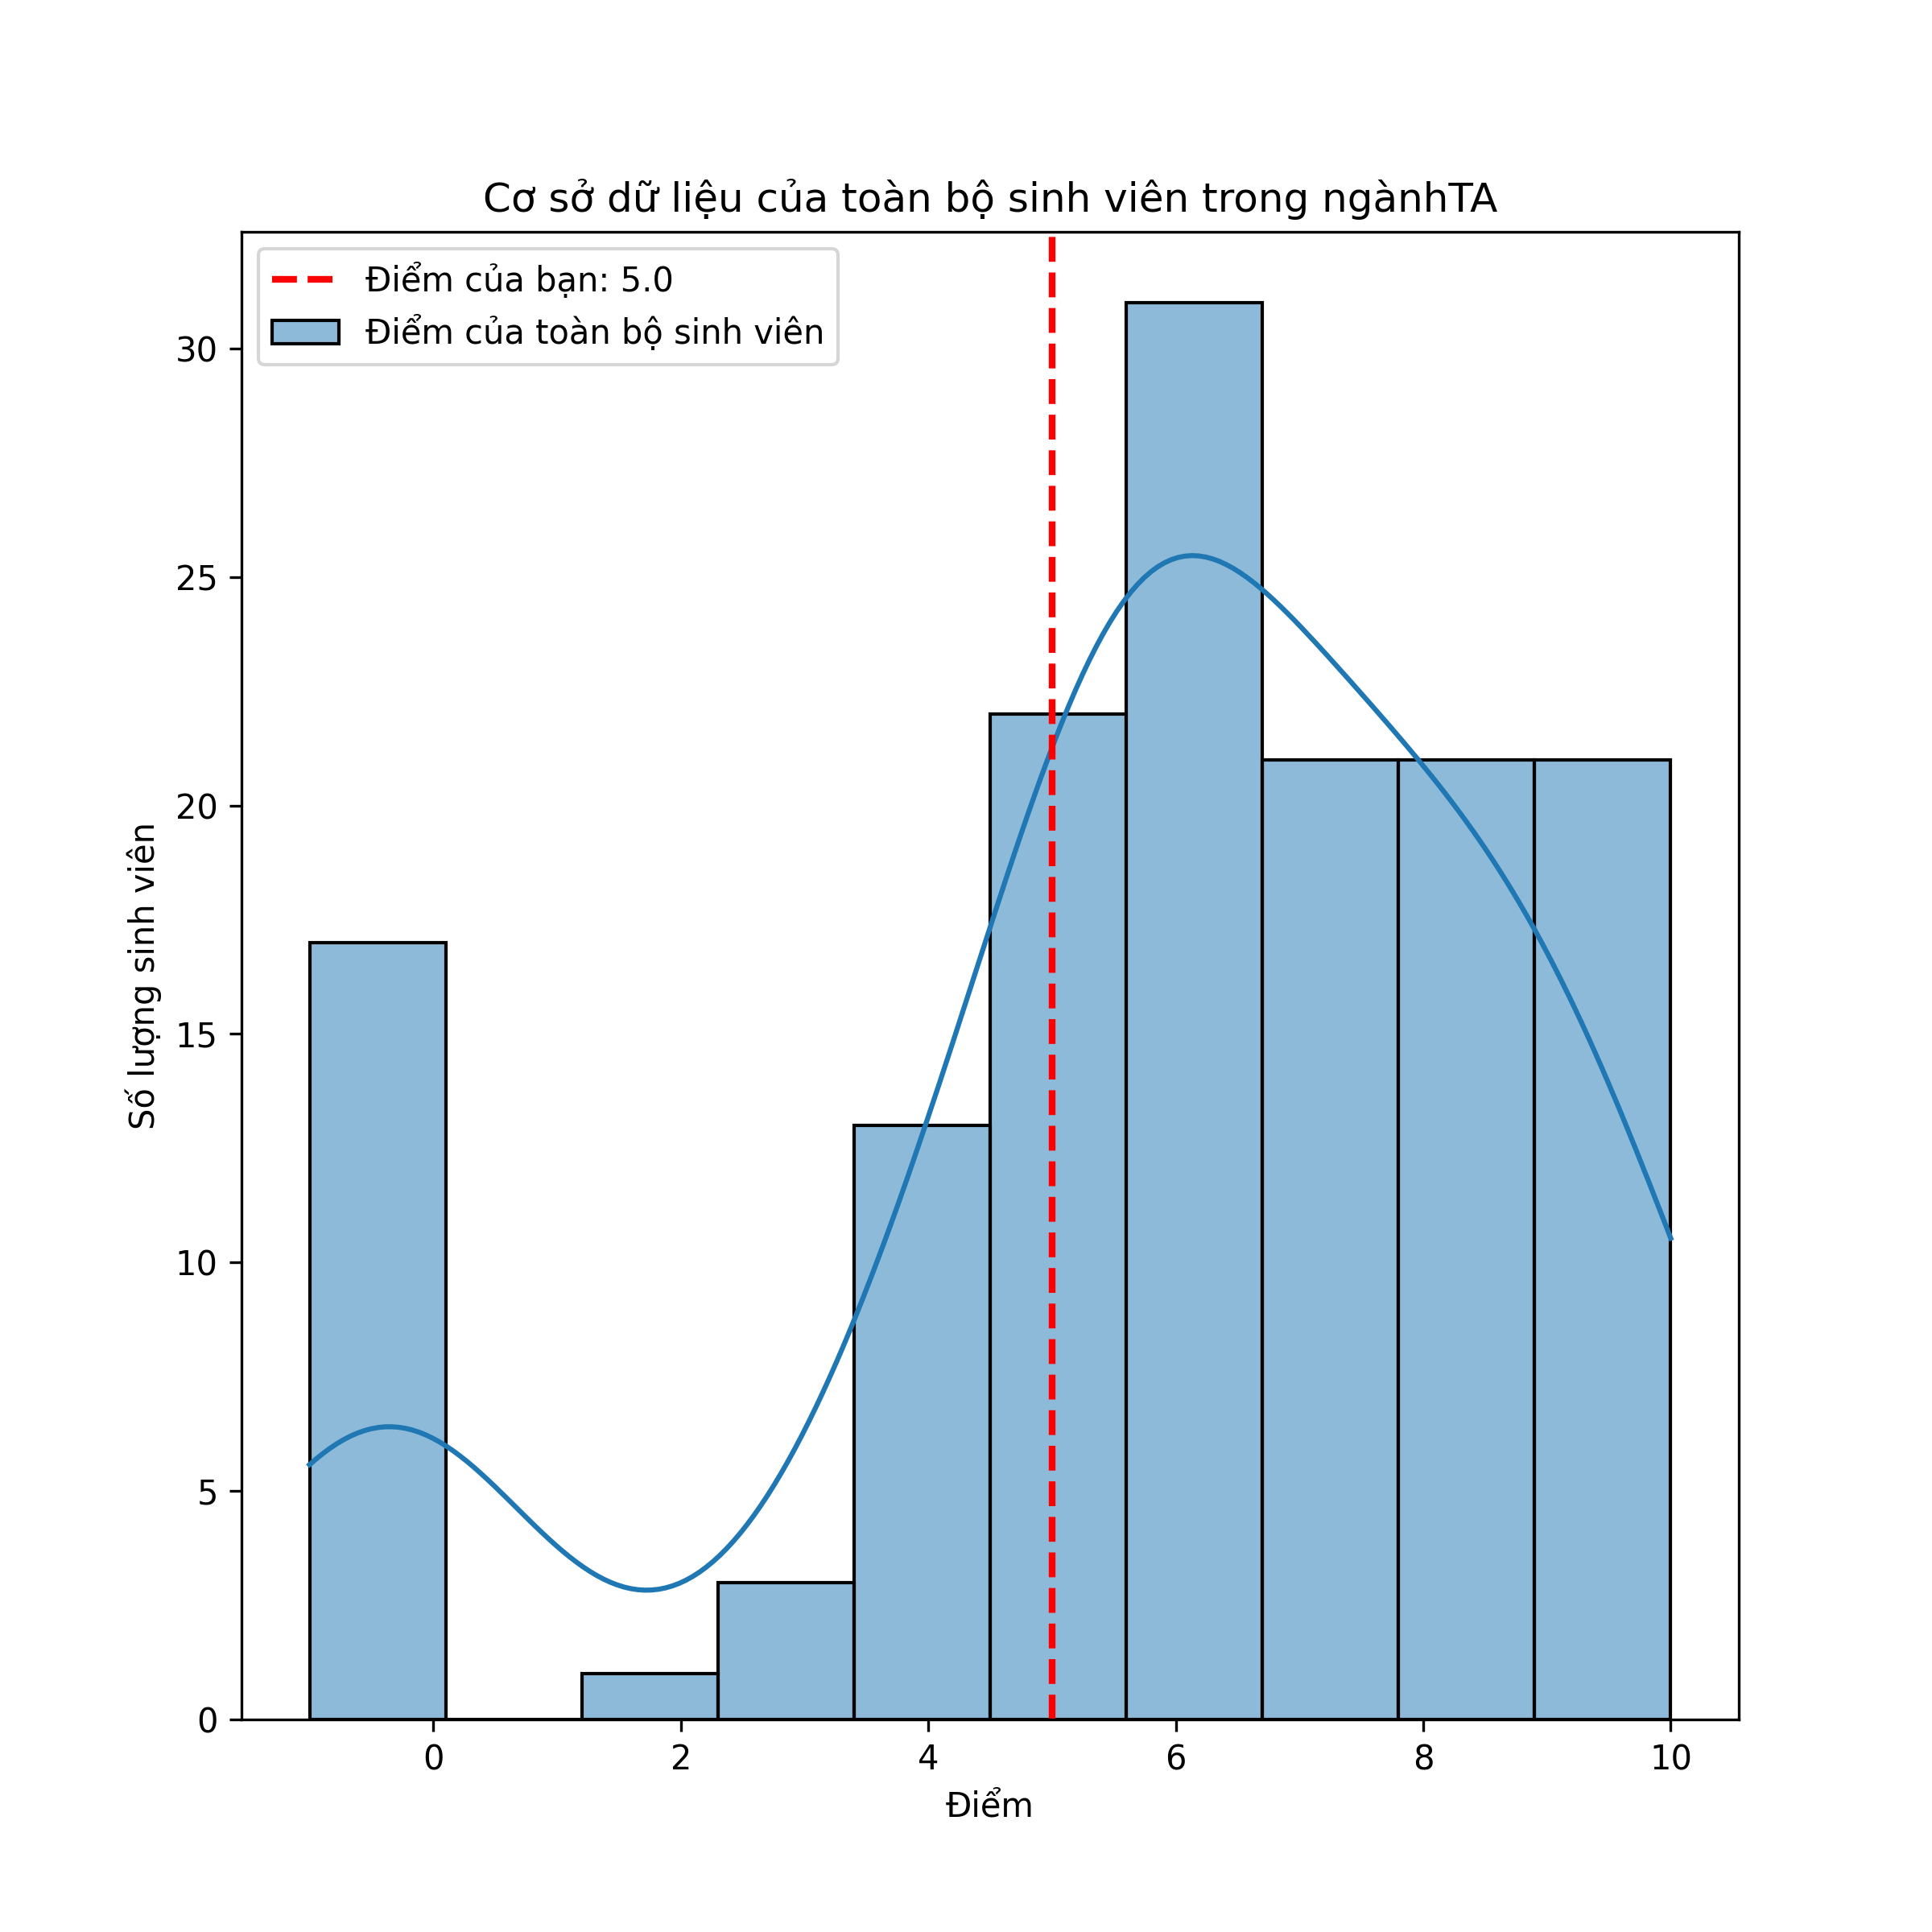 Cơ sở dữ liệu của toàn bộ sinh viên trong ngànhTA
Điểm của bạn: 5.0
Điểm của toàn bộ sinh viên
30
25
20
15
10
5
0
Số lượng sinh viên
0 2 4 6 8 10
Điểm